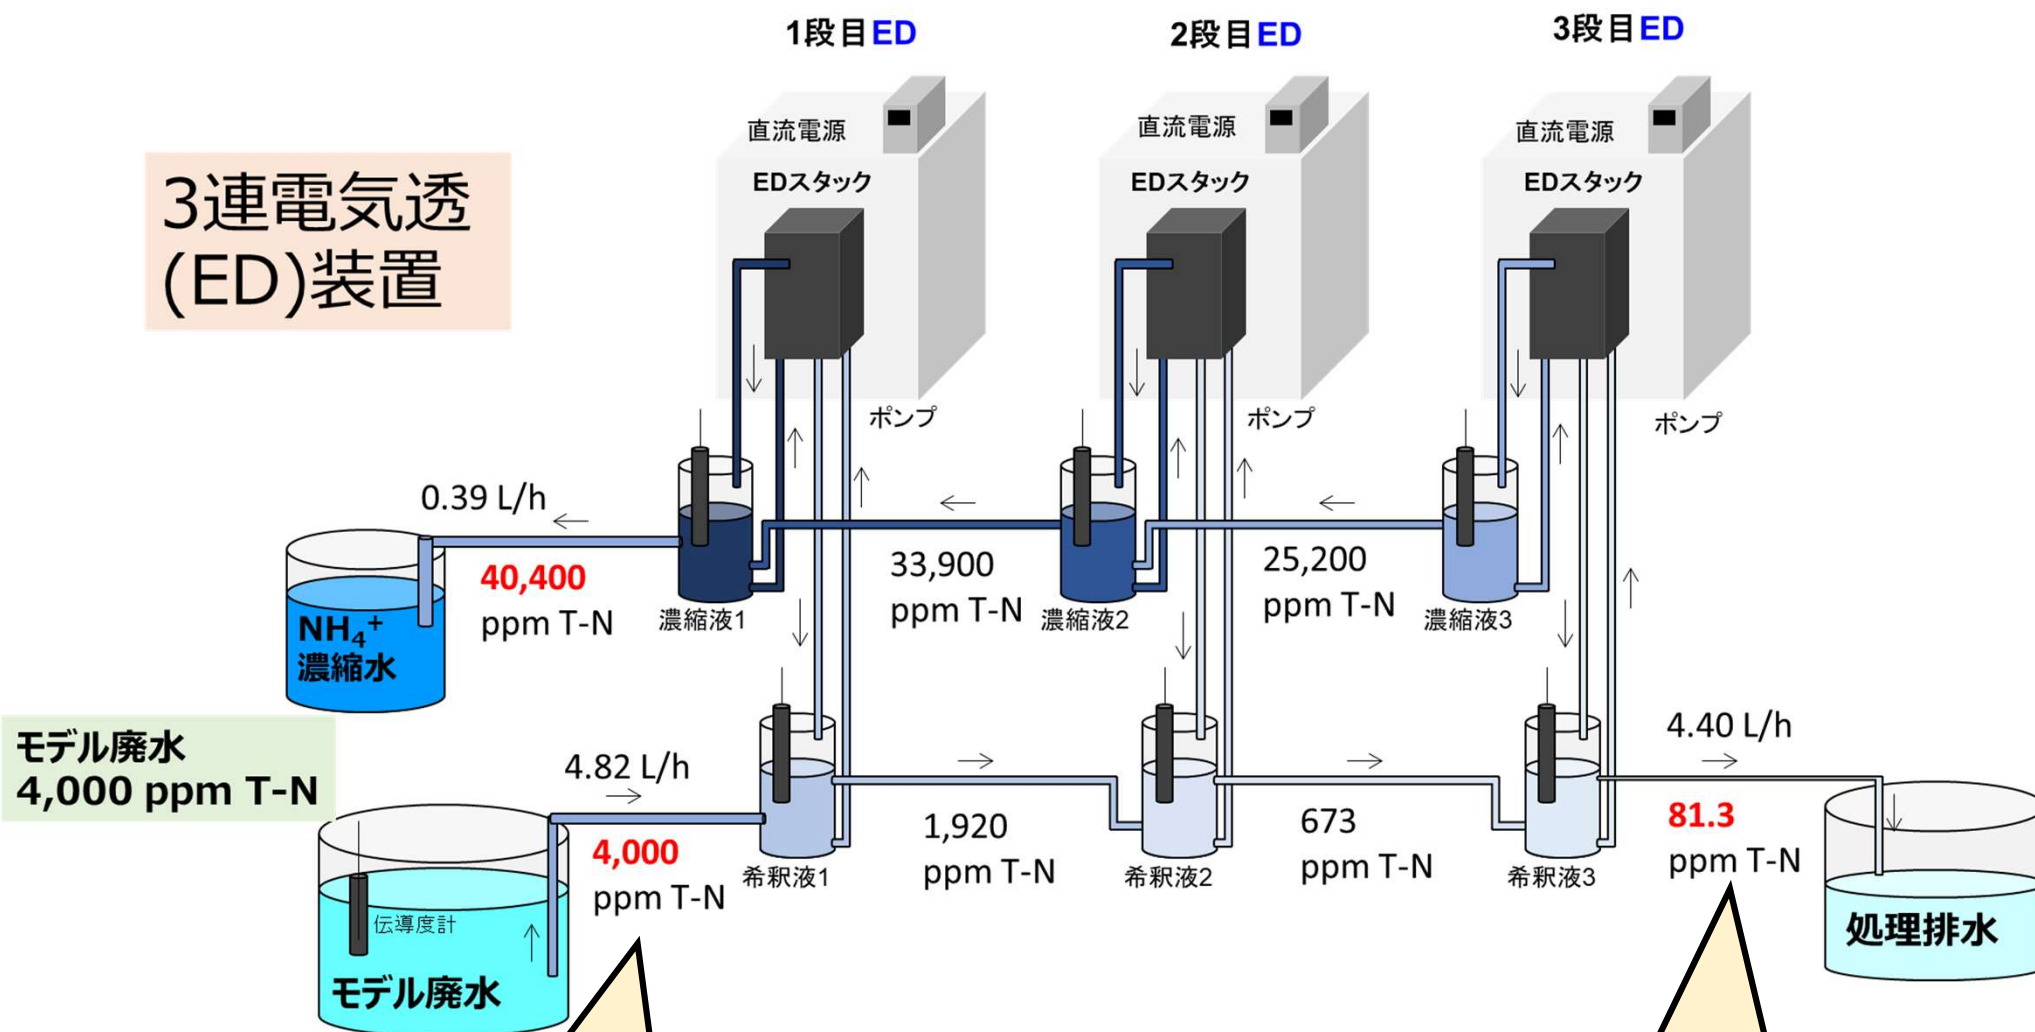 1段目ED
2段目ED
3段目ED
3連電気透
(ED)装置
直流電源
EDスタック
ポンプ
直流電源
EDスタック
ポンプ
直流電源
EDスタック
ポンプ
0.39 L/h
40,400
ppm T-N
濃縮液1
33,900
ppm T-N
濃縮液2
25,200
ppm T-N
濃縮液3
NH₄⁺
濃縮水
モデル廃水
4,000 ppm T-N
4.82 L/h
4,000
ppm T-N
希釈液1
1,920
ppm T-N
希釈液2
673
ppm T-N
希釈液3
4.40 L/h
81.3
ppm T-N
伝導度計
モデル廃水
処理排水